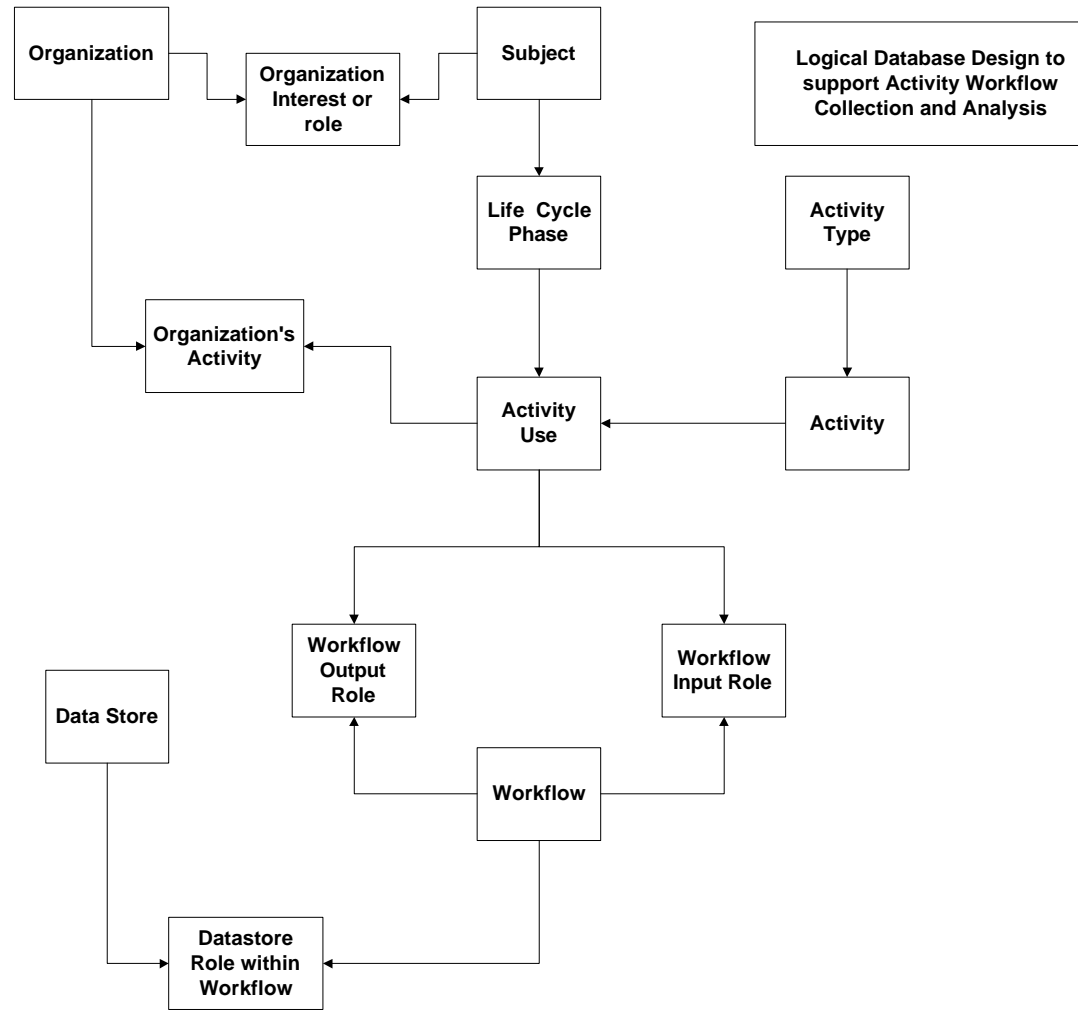 Organization
Organization
Interest or
role
Subject
Logical Database Design to
support Activity Workflow
Collection and Analysis
Life Cycle
Phase
Activity
Type
Organization's
Activity
Activity
Use
Activity
Workflow
Output
Role
Workflow
Input Role
Data Store
Workflow
Datastore
Role within
Workflow